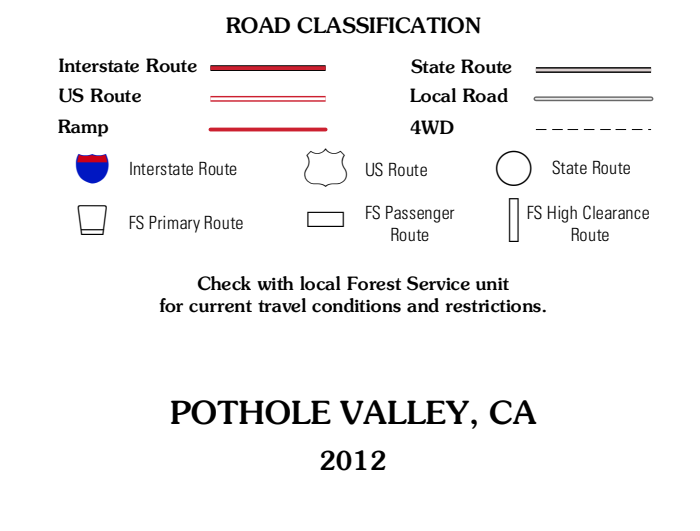 ROAD CLASSIFICATION
Interstate Route
State Route
US Route
Local Road
Ramp
4WD
Interstate Route
US Route
State Route
FS Primary Route
FS Passenger
Route
FS High Clearance
Route
Check with local Forest Service unit
for current travel conditions and restrictions.
POTHOLE VALLEY, CA
2012